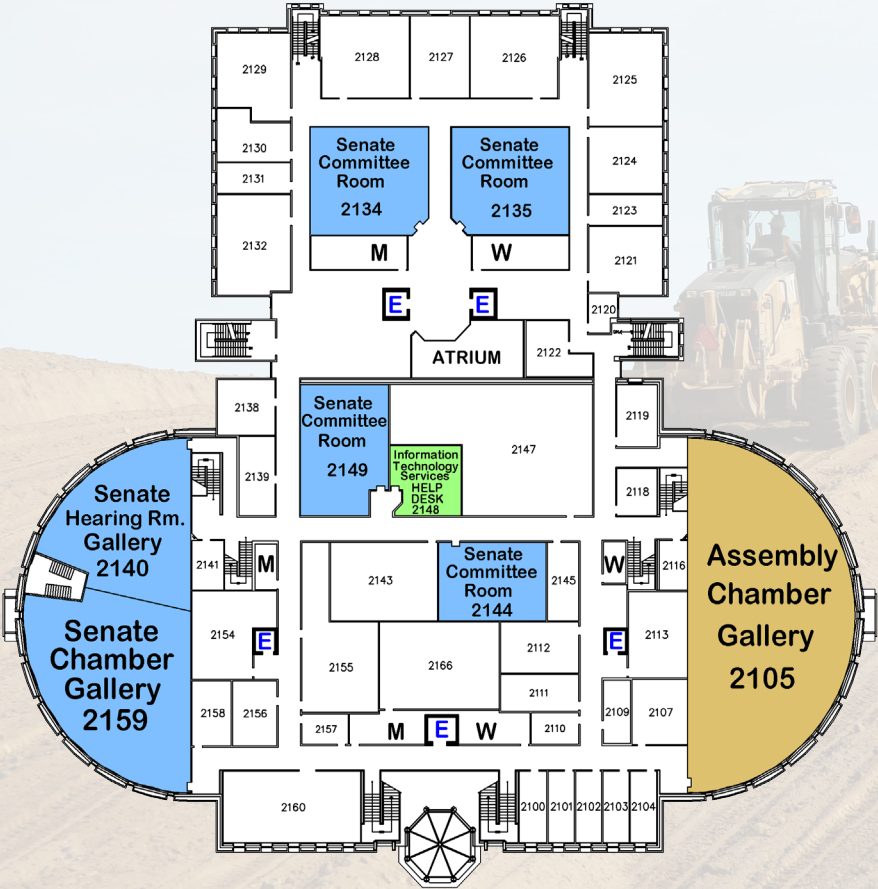 2128
2127
2126
2129
2125
2130
2131
2124
2123
2132
2121
Senate
Committee
Room
2134
Senate
Committee
Room
2135
M
W
E
E
2120
ATRIUM
2122
2138
2119
Senate
Committee
Room
2149
2147
Information
Technology
Services
HELP
DESK
2148
2139
2118
Senate
Hearing Rm.
Gallery
2140
2141
M
2143
Senate
Committee
Room
2144
2145
W
2116
Assembly
Chamber
Gallery
2105
Senate
Chamber
Gallery
2159
2154
E
2155
2166
2112
E
2113
2111
2158
2156
2157
M
E
W
2110
2109
2107
2160
2100
2101
2102
2103
2104